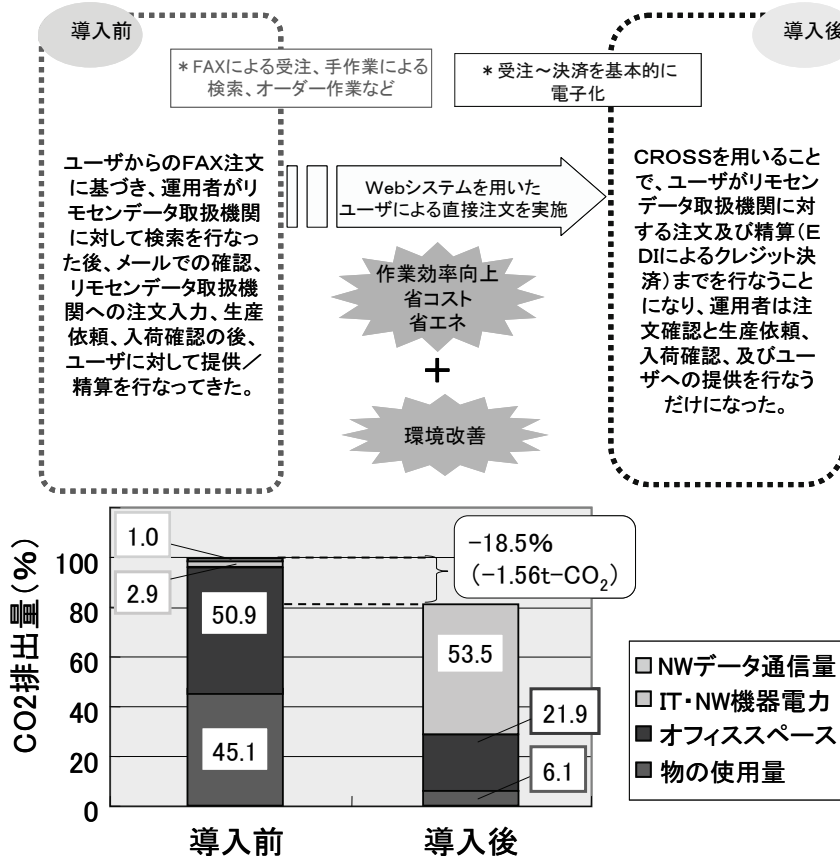 導入前
導入後
*FAXによる受注、手作業による
検索、オーダー作業など
*受注～決済を基本的に
電子化
ユーザからのFAX注文
に基づき、運用者がリ
モセンデータ取扱機関
に対して検索を行なっ
た後、メールでの確認、
リモセンデータ取扱機
関への注文入力、生産
依頼、入荷確認の後、
ユーザに対して提供／
精算を行なってきた。
Webシステムを用いた
ユーザによる直接注文を実施
作業効率向上
省コスト
省エネ
+
環境改善
CROSSを用いること
で、ユーザがリモセン
データ取扱機関に対
する注文及び精算(E
DIによるクレジット決
済)までを行なうこと
になり、運用者は注
文確認と生産依頼、
入荷確認、及びユー
ザへの提供を行なう
だけになった。
CO2排出量(%)
100
80
60
40
20
0
1.0
2.9
50.9
45.1
-18.5%
(-1.56t-CO₂)
53.5
21.9
6.1
導入前
導入後
NWデータ通信量
IT・NW機器電力
オフィススペース
物の使用量